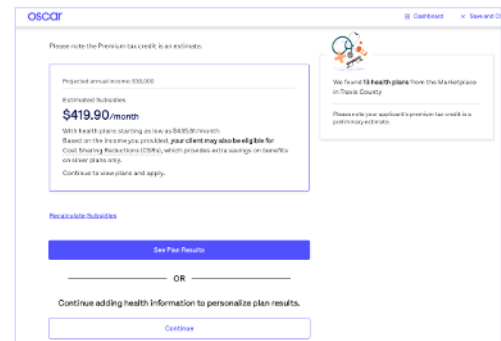 oscar
Dashboard
× Save and
Please note the Premium tax credit is an estimate.
Projected annual income:
Estimated Subsidies
$419.90/month
With health plans starting as low as /month
Based on the income you provided, your client may also be eligible for
Cost Sharing Reductions (CSRs), which provides extra savings on benefits
on silver plans only.
Continue to view plans and apply.
Recalculate Subsidies
See Plan Results
OR
Continue adding health information to personalize plan results.
Continue
We found 13 health plans from the Marketplace
in Travis County
Please note your applicant's premium tax credit is a
preliminary estimate.